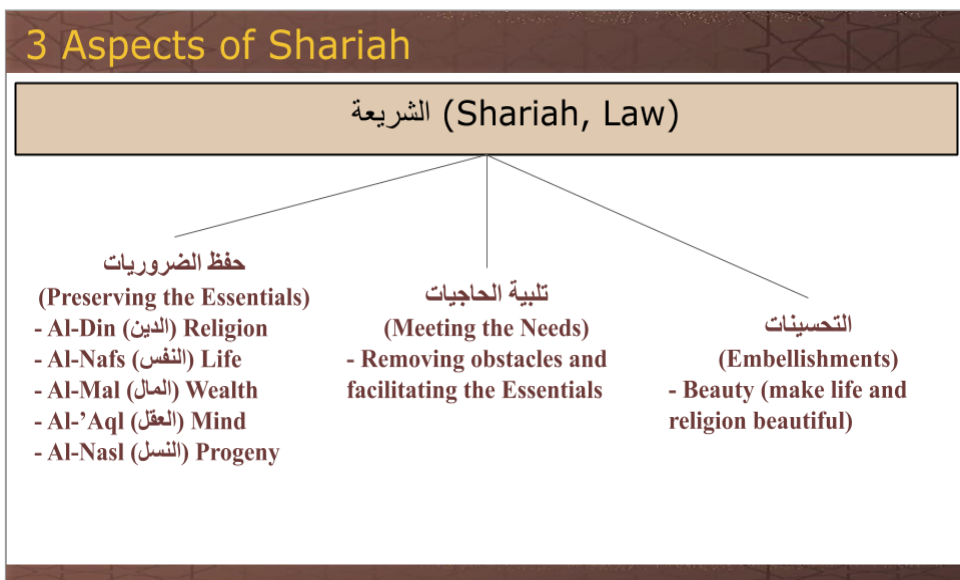 3 Aspects of Shariah
الشريعة (Shariah, Law)
حفظ الضروريات
(Preserving the Essentials)
- Al-Din (الدين) Religion
- Al-Nafs (النفس) Life
- Al-Mal (المال) Wealth
- Al-’Aql (العقل) Mind
- Al-Nasl (النسل) Progeny
تلبية الحاجيات
(Meeting the Needs)
- Removing obstacles and
facilitating the Essentials
التحسينات
(Embellishments)
- Beauty (make life and
religion beautiful)